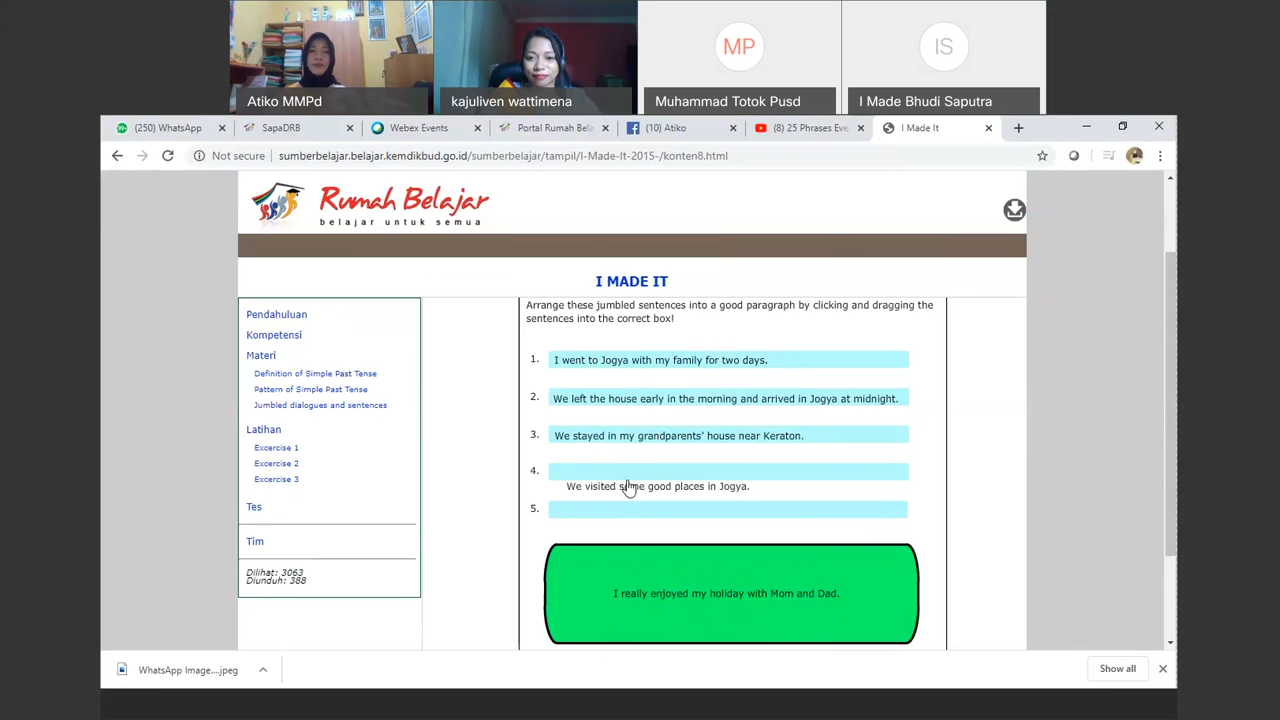 Atiko MMPd
kajuliven wattimena
MP
Muhammad Totok Pusd
IS
I Made Bhudi Saputra
99+
(250) WhatsApp
SapaDRB
Webex Events
Portal Rumah Bela
(10) Atiko
(8) 25 Phrases Eve
I Made It
Not secure
sumberbelajar.belajar.kemdikbud.go.id/sumberbelajar/tampil/I-Made-It-2015-/konten8.html
Rumah Belajar
belajar untuk semua
I MADE IT
Pendahuluan
Kompetensi
Materi
Definition of Simple Past Tense
Pattern of Simple Past Tense
Jumbled dialogues and sentences
Latihan
Excercise 1
Excercise 2
Excercise 3
Tes
Tim
Dilihat: 3063
Diunduh: 388
Arrange these jumbled sentences into a good paragraph by clicking and dragging the
sentences into the correct box!
1. I went to Jogya with my family for two days.
2. We left the house early in the morning and arrived in Jogya at midnight.
3. We stayed in my grandparents' house near Keraton.
4.
We visited some good places in Jogya.
5.
I really enjoyed my holiday with Mom and Dad.
WhatsApp Image....jpeg
Show all